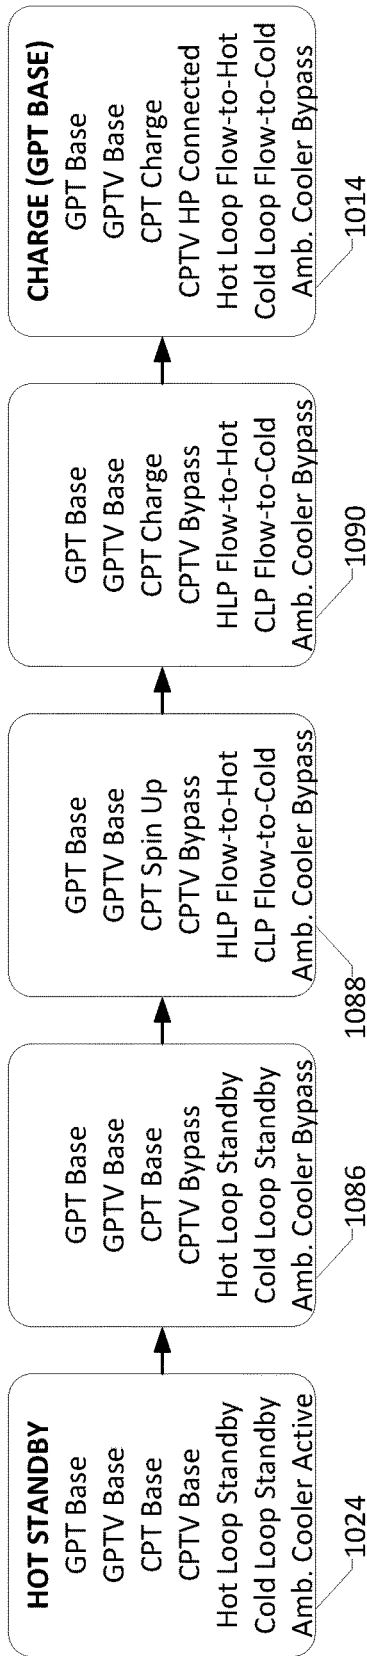 HOT STANDBY
GPT Base
GPTV Base
CPT Base
CPTV Base
Hot Loop Standby
Cold Loop Standby
Amb. Cooler Active
1024
GPT Base
GPTV Base
CPT Base
CPTV Bypass
Hot Loop Standby
Cold Loop Standby
Amb. Cooler Bypass
1086
GPT Base
GPTV Base
CPT Spin Up
CPTV Bypass
HLP Flow-to-Hot
CLP Flow-to-Cold
Amb. Cooler Bypass
1088
GPT Base
GPTV Base
CPT Charge
CPTV Bypass
HLP Flow-to-Hot
CLP Flow-to-Cold
Amb. Cooler Bypass
1090
CHARGE (GPT BASE)
GPT Base
GPTV Base
CPT Charge
CPTV HP Connected
Hot Loop Flow-to-Hot
Cold Loop Flow-to-Cold
Amb. Cooler Bypass
1014